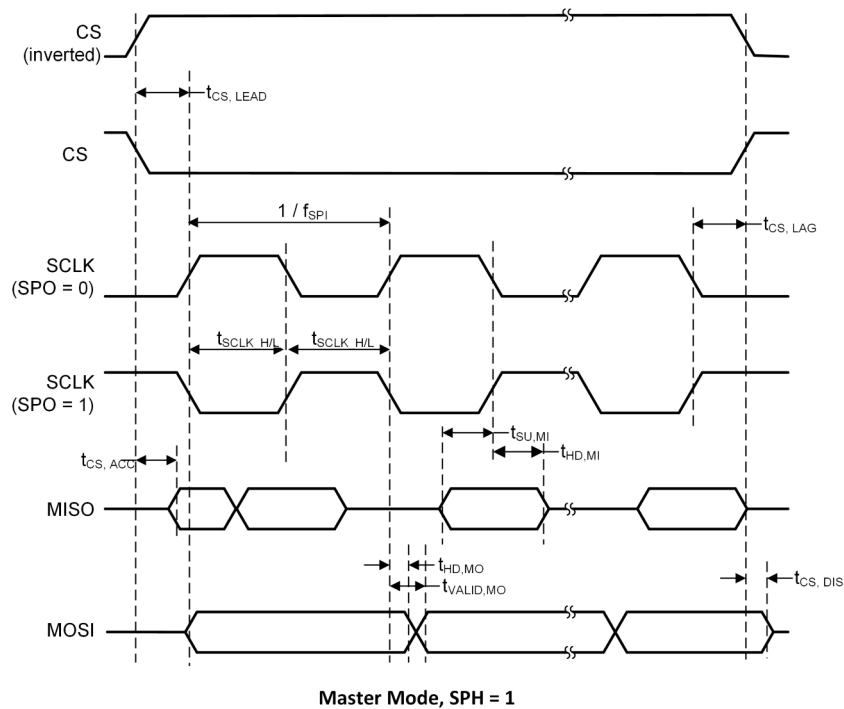 CS
(inverted)
tCS, LEAD
CS
1 / fSPI
tCS, LAG
SCLK
(SPO = 0)
tSCLK_H/L
tSCLK_H/L
SCLK
(SPO = 1)
tSU,MI
tHD,MI
tCS, ACC
MISO
tHD,MO
tVALID,MO
tCS, DIS
MOSI
Master Mode, SPH = 1